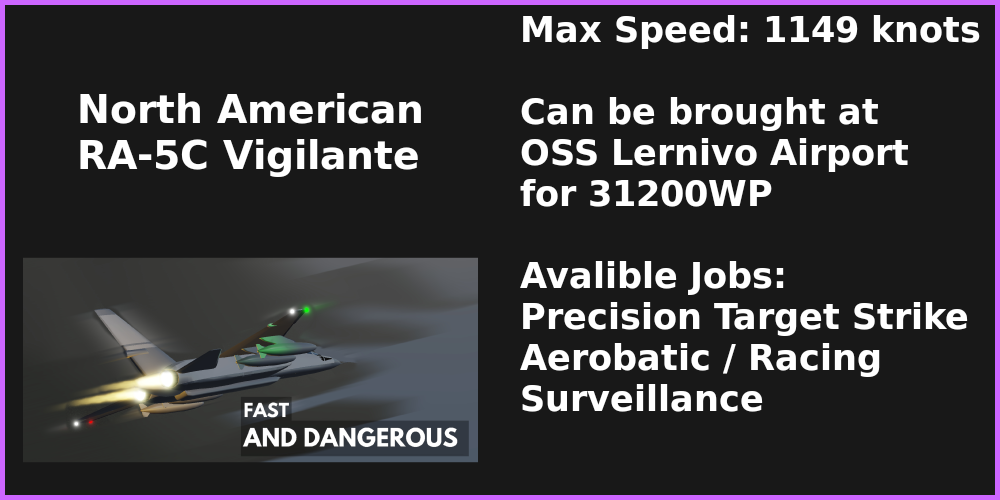 North American
RA-5C Vigilante
FAST
AND DANGEROUS
Max Speed: 1149 knots
Can be brought at
OSS Lernivo Airport
for 31200WP
Avalible Jobs:
Precision Target Strike
Aerobatic / Racing
Surveillance